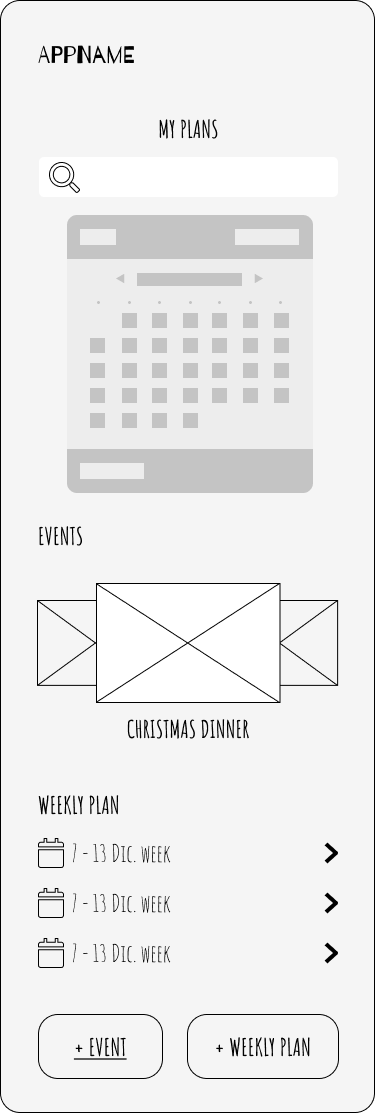 APPNAME
MY PLANS
EVENTS
CHRISTMAS DINNER
WEEKLY PLAN
7 - 13 Dic. week
7 - 13 Dic. week
7 - 13 Dic. week
+ EVENT
+ WEEKLY PLAN